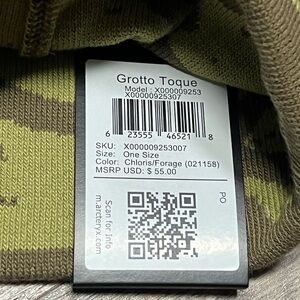 Grotto Toque
Model : X000009253
X00000925307
6 23555 46521 8
SKU: X000009253007
Size: One Size
Color: Chloris/Forage (021158)
MSRP USD: $ 55.00
Scan for Info
m.arcteryx.com
PO